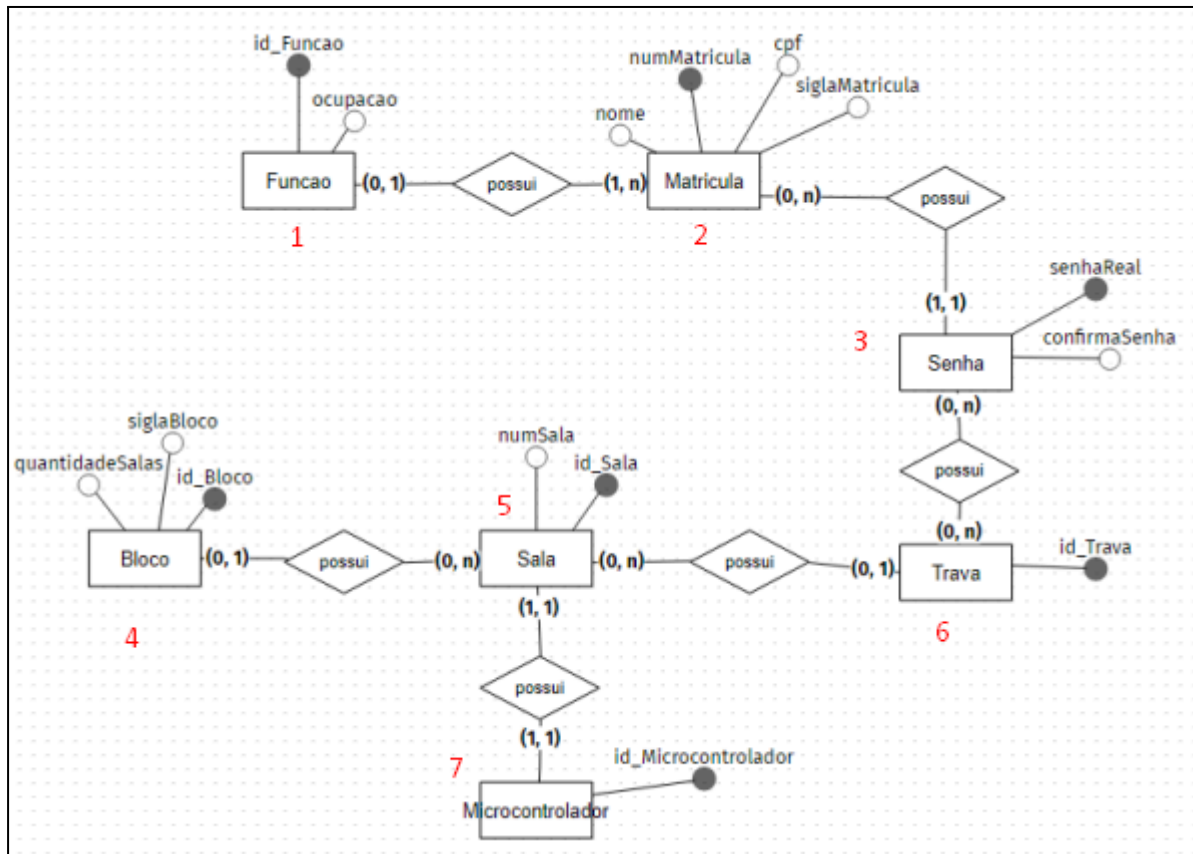 id_Funcao
ocupacao
Funcao
(0, 1)
possui
(1, n)
1
nome
numMatricula
cpf
siglaMatricula
Matricula
(0, n)
2
possui
(1, 1)
senhaReal
confirmaSenha
3
Senha
(0, n)
possui
(0, n)
quantidadeSalas
siglaBloco
id_Bloco
Bloco
(0, 1)
4
possui
(0, n)
numSala
id_Sala
5
Sala
(0, n)
possui
(0, 1)
Trava
id_Trava
6
(1, 1)
possui
(1, 1)
7
id_Microcontrolador
Microcontrolador